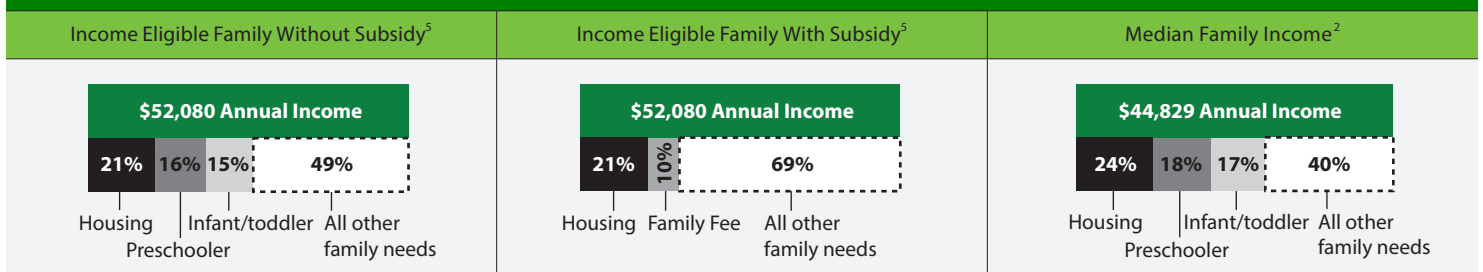 Income Eligible Family Without Subsidy⁵
$52,080 Annual Income
21% 16% 15% 49%
Housing Infant/toddler All other
Preschooler family needs
Income Eligible Family With Subsidy⁵
$52,080 Annual Income
21% 10% 69%
Housing Family Fee All other
family needs
Median Family Income²
$44,829 Annual Income
24% 18% 17% 40%
Housing Infant/toddler All other
Preschooler family needs